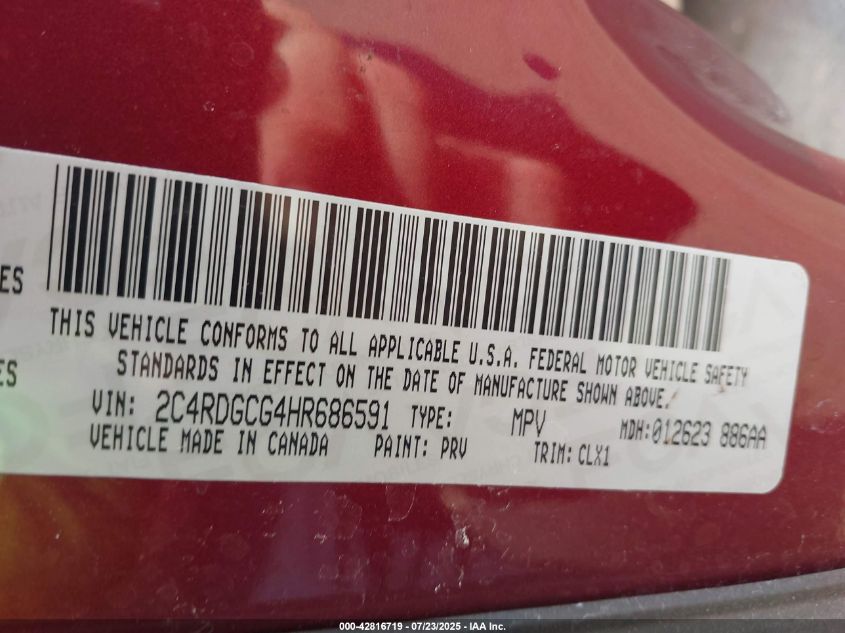 ES
THIS VEHICLE CONFORMS TO ALL APPLICABLE U.S.A. FEDERAL MOTOR VEHICLE SAFETY
ES
STANDARDS IN EFFECT ON THE DATE OF MANUFACTURE SHOWN ABOVE.
VIN: 2C4RDGCG4HR686591 TYPE: MPV MDH:012623 886AA
VEHICLE MADE IN CANADA PAINT: PRV TRIM: CLX1
000-42816719 - 07/23/2025 - IAA Inc.